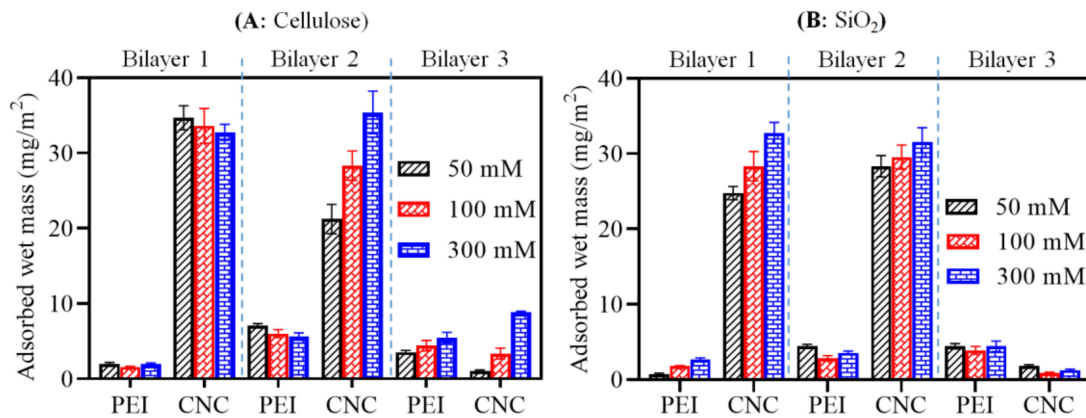 (A: Cellulose)
Bilayer 1 Bilayer 2 Bilayer 3
Adsorbed wet mass (mg/m²)
40
30
20
10
0
50 mM
100 mM
300 mM
PEI CNC PEI CNC PEI CNC
(B: SiO₂)
Bilayer 1 Bilayer 2 Bilayer 3
Adsorbed wet mass (mg/m²)
40
30
20
10
0
50 mM
100 mM
300 mM
PEI CNC PEI CNC PEI CNC